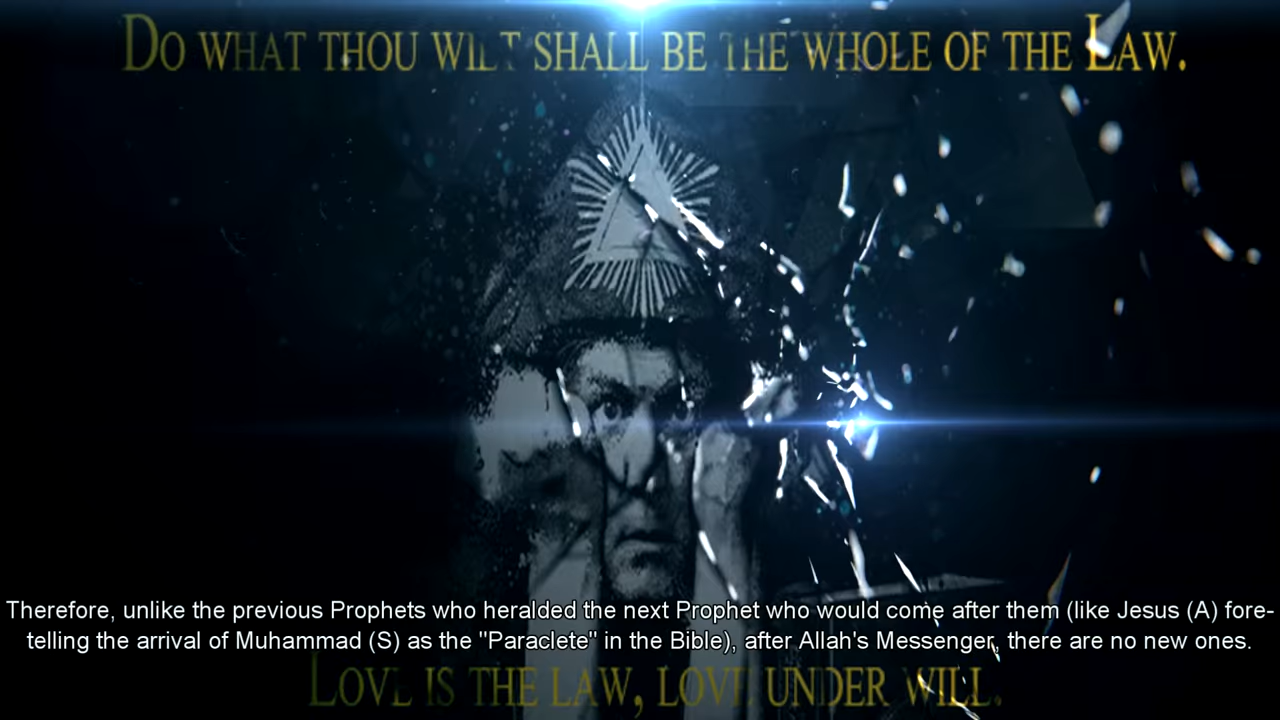 Do what thou wilt shall be the whole of the Law.
Therefore, unlike the previous Prophets who heralded the next Prophet who would come after them (like Jesus (A) fore-
telling the arrival of Muhammad (S) as the "Paraclete" in the Bible), after Allah's Messenger, there are no new ones.
Love is the law, love under will.